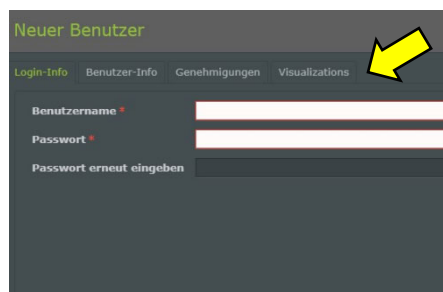 Neuer Benutzer
Login-Info Benutzer-Info Genehmigungen Visualizations
Benutzername *
Passwort *
Passwort erneut eingeben